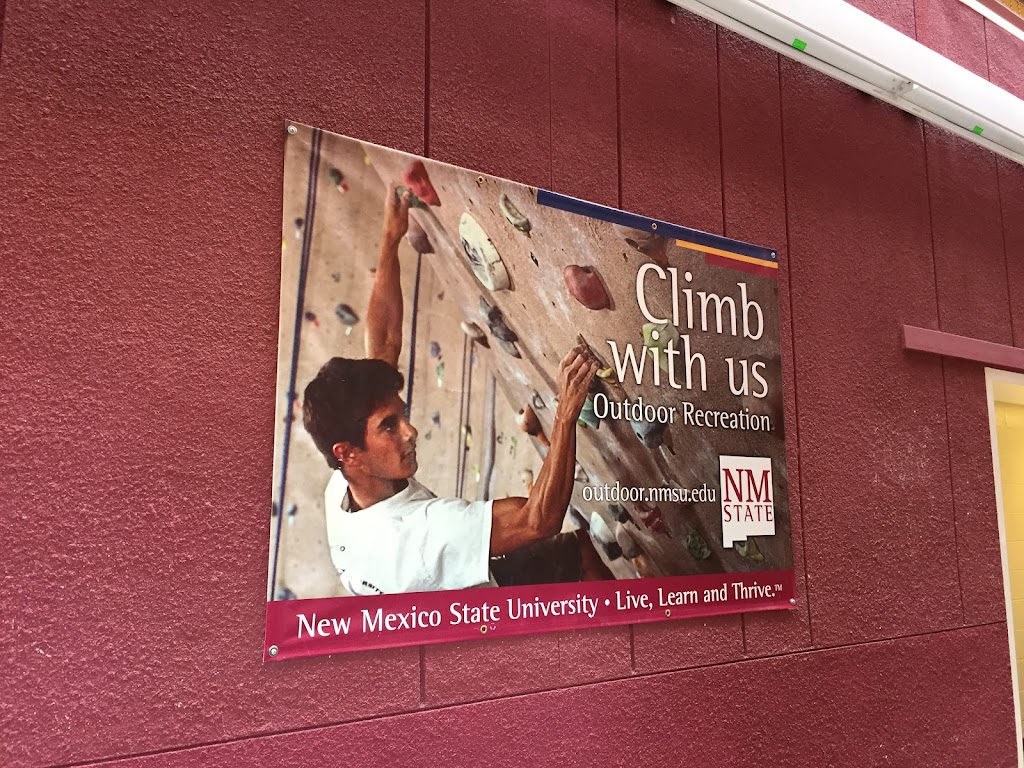 Climb
with us
Outdoor Recreation
outdoor.nmsu.edu
NM
STATE
New Mexico State University • Live, Learn and Thrive.™